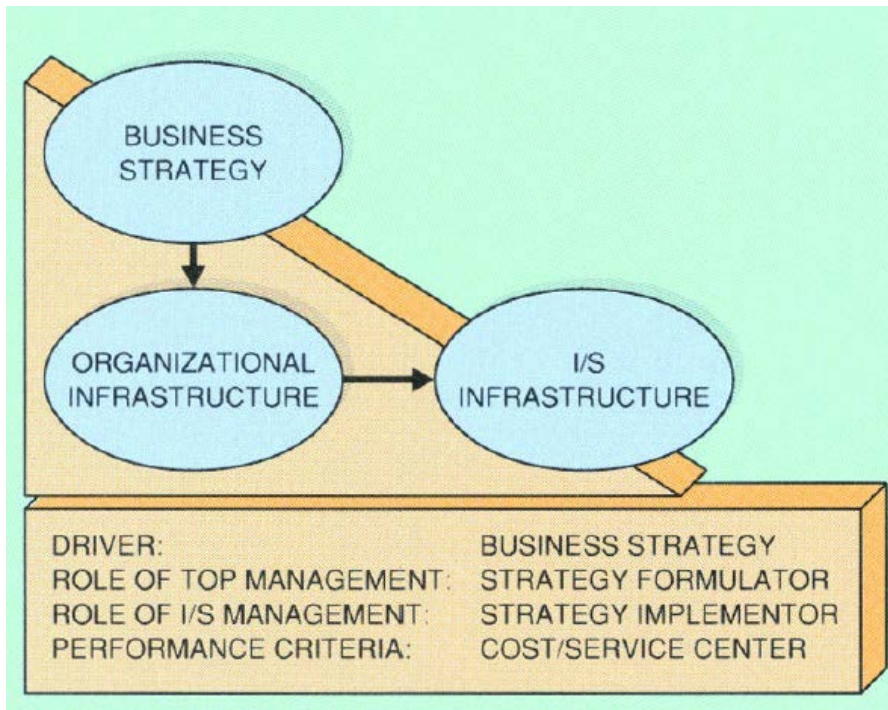 BUSINESS
STRATEGY
ORGANIZATIONAL
INFRASTRUCTURE
I/S
INFRASTRUCTURE
DRIVER: BUSINESS STRATEGY
ROLE OF TOP MANAGEMENT: STRATEGY FORMULATOR
ROLE OF I/S MANAGEMENT: STRATEGY IMPLEMENTOR
PERFORMANCE CRITERIA: COST/SERVICE CENTER